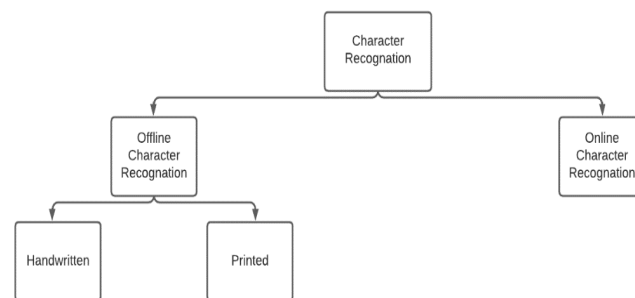 Character
Recognation
Offline
Character
Recognation
Online
Character
Recognation
Handwritten
Printed